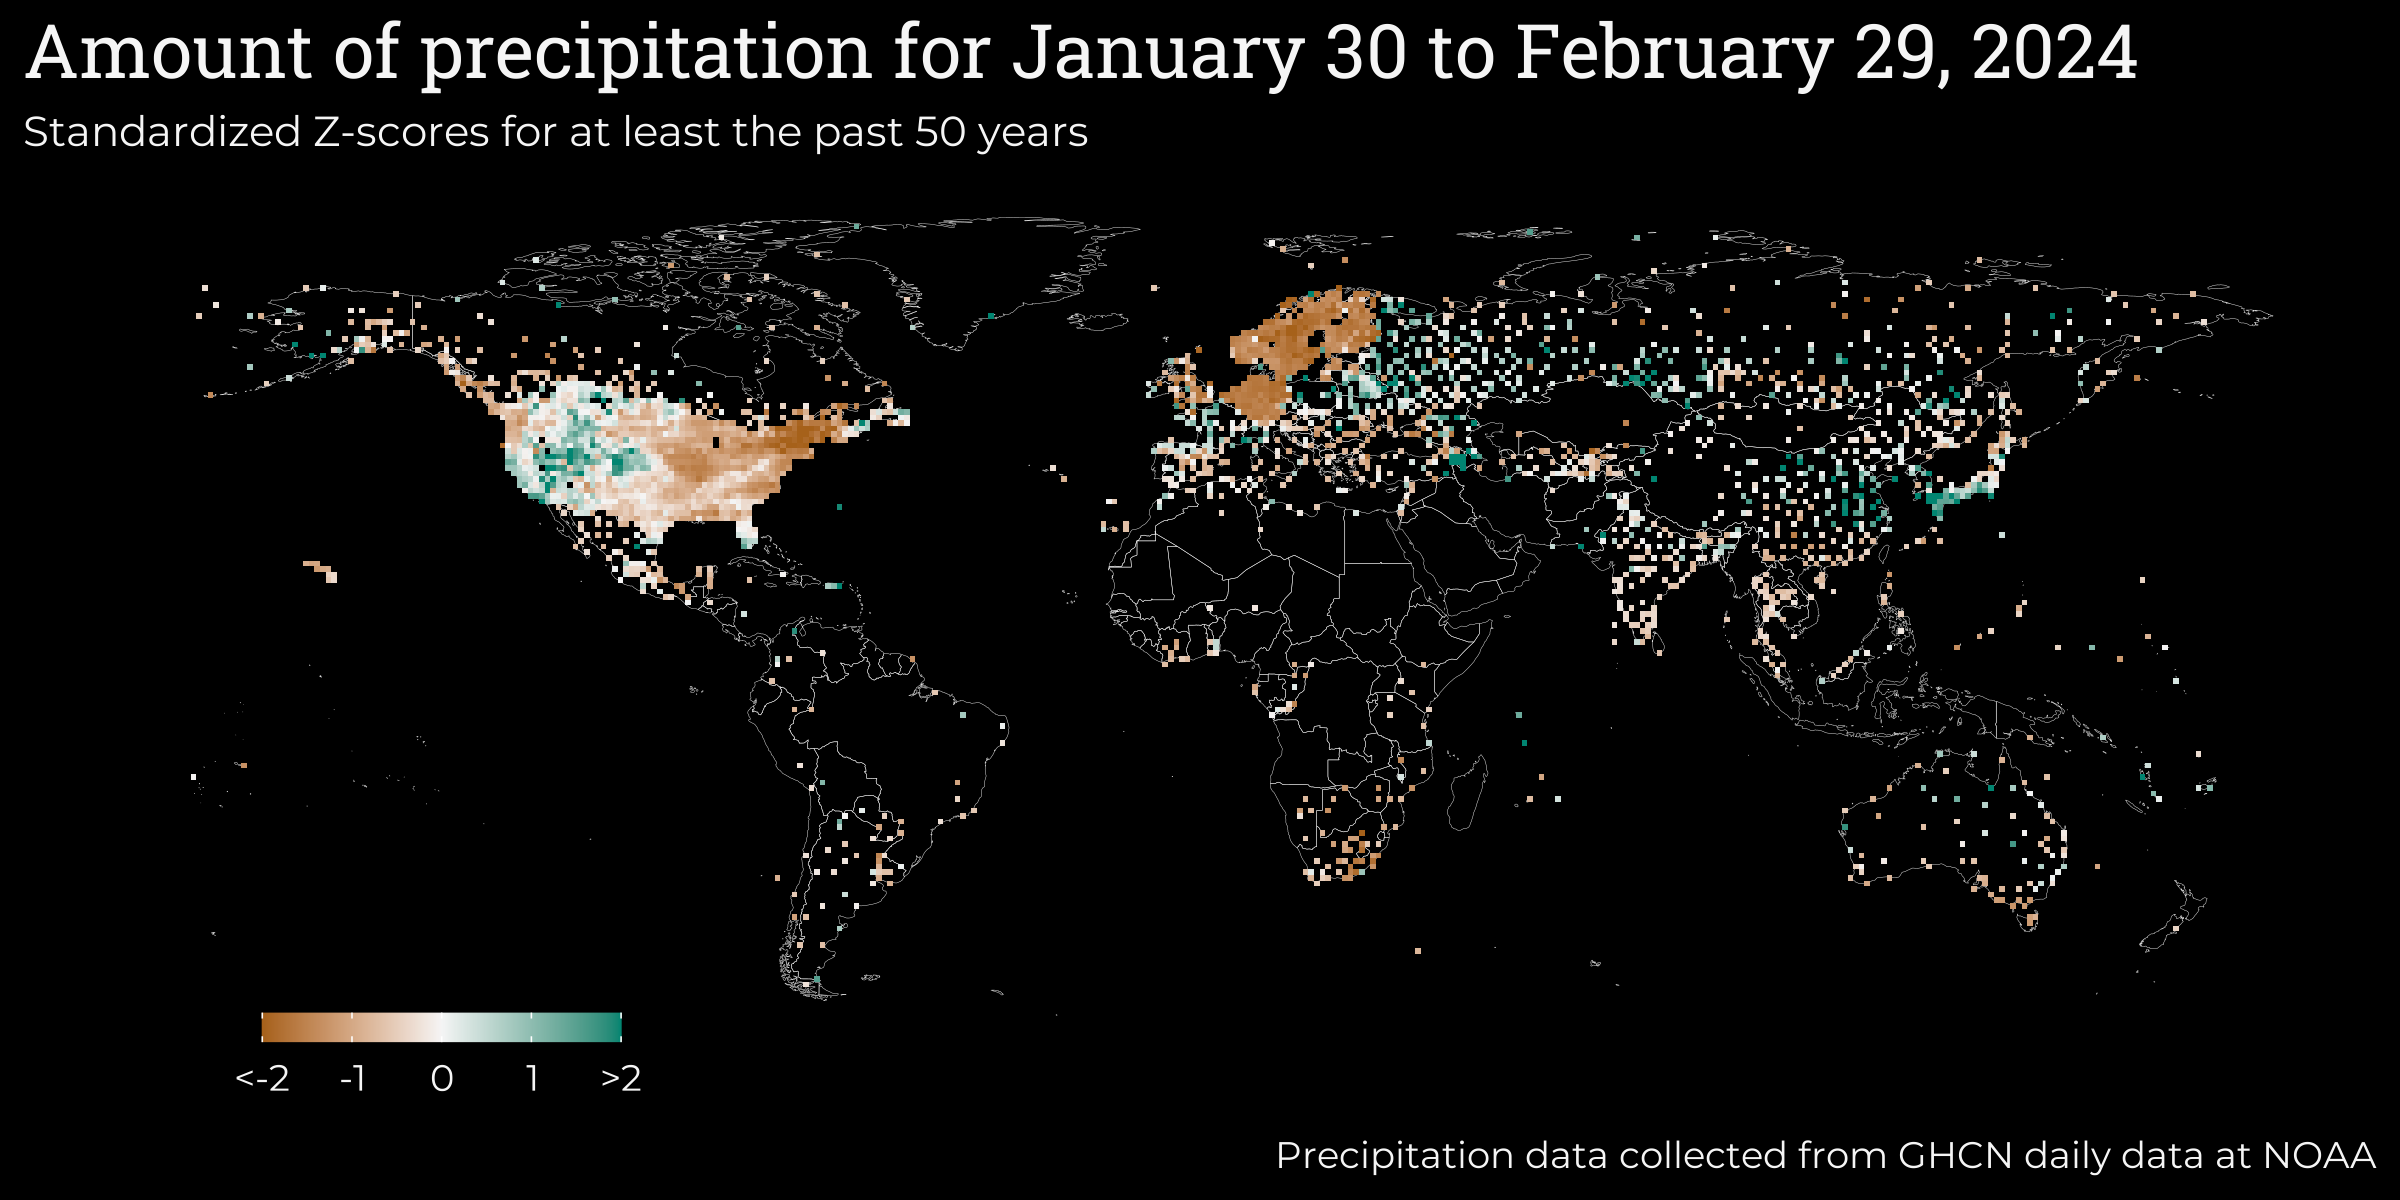 Amount of precipitation for January 30 to February 29, 2024
Standardized Z-scores for at least the past 50 years
<-2 -1 0 1 >2
Precipitation data collected from GHCN daily data at NOAA